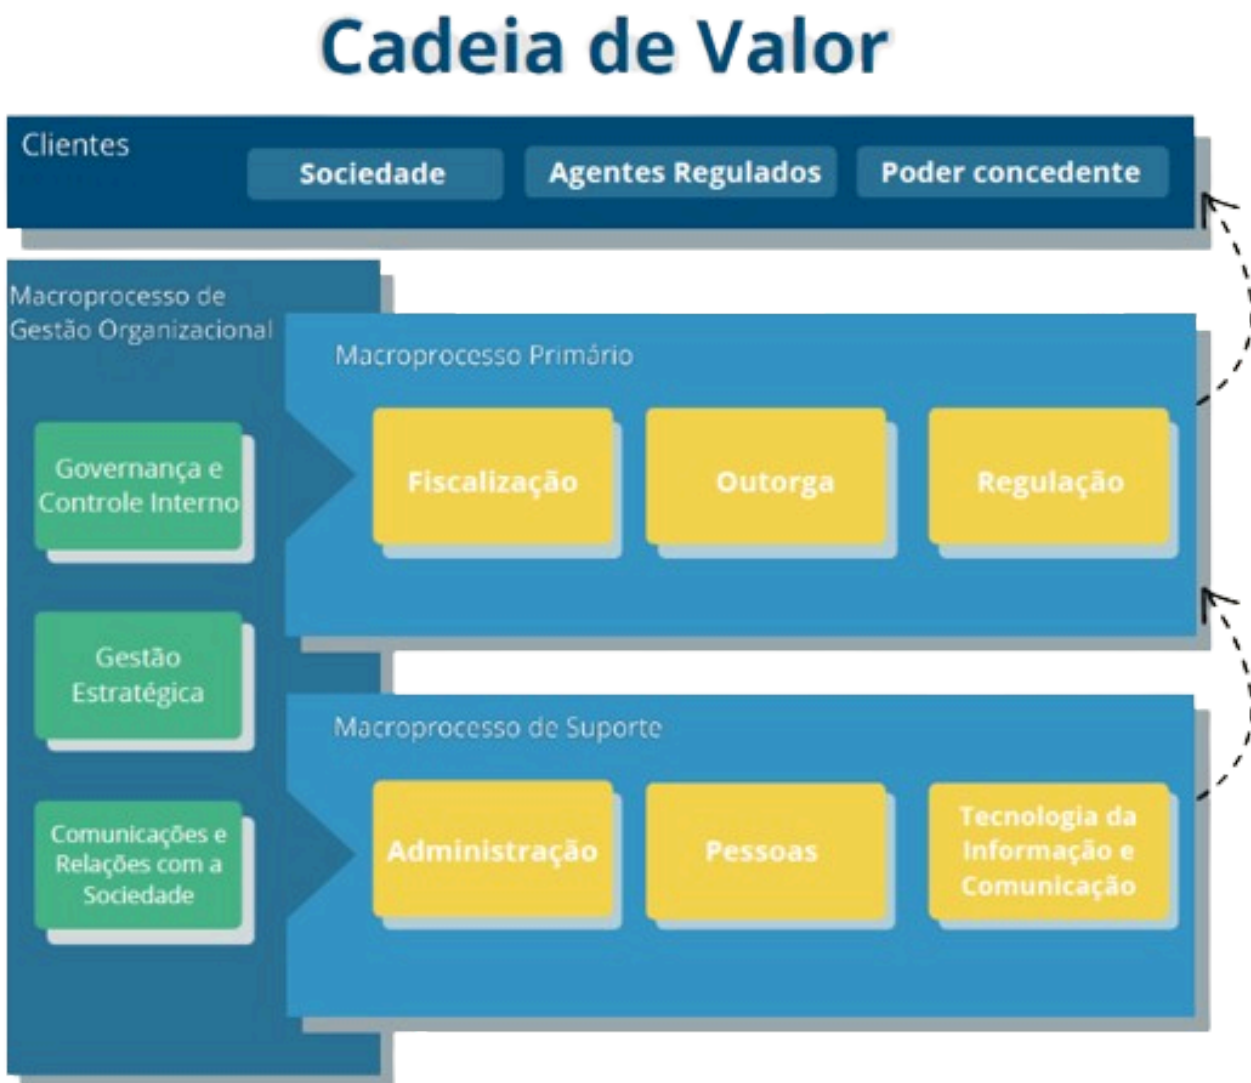 Cadeia de Valor
Clientes
Sociedade
Agentes Regulados
Poder concedente
Macroprocesso de
Gestão Organizacional
Governança e
Controle Interno
Gestão
Estratégica
Comunicações e
Relações com a
Sociedade
Macroprocesso Primário
Fiscalização
Outorga
Regulação
Macroprocesso de Suporte
Administração
Pessoas
Tecnologia da
Informação e
Comunicação